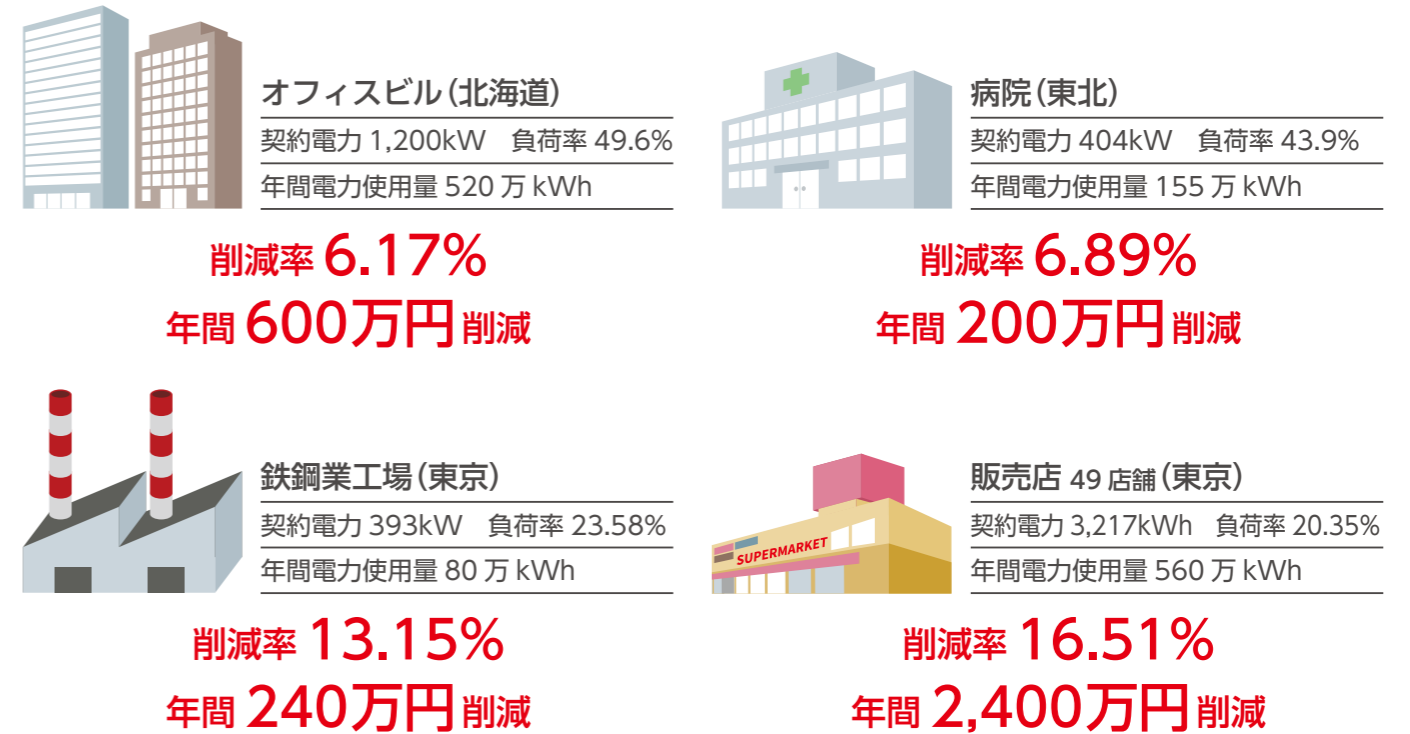 オフィスビル(北海道)
契約電力 1,200kW 負荷率 49.6%
年間電力使用量 520 万 kWh
削減率 6.17%
年間 600万円 削減
病院(東北)
契約電力 404kW 負荷率 43.9%
年間電力使用量 155 万 kWh
削減率 6.89%
年間 200万円 削減
鉄鋼業工場(東京)
契約電力 393kW 負荷率 23.58%
年間電力使用量 80 万 kWh
削減率 13.15%
年間 240万円 削減
SUPERMARKET
販売店 49 店舗(東京)
契約電力 3,217kWh 負荷率 20.35%
年間電力使用量 560 万 kWh
削減率 16.51%
年間 2,400万円 削減